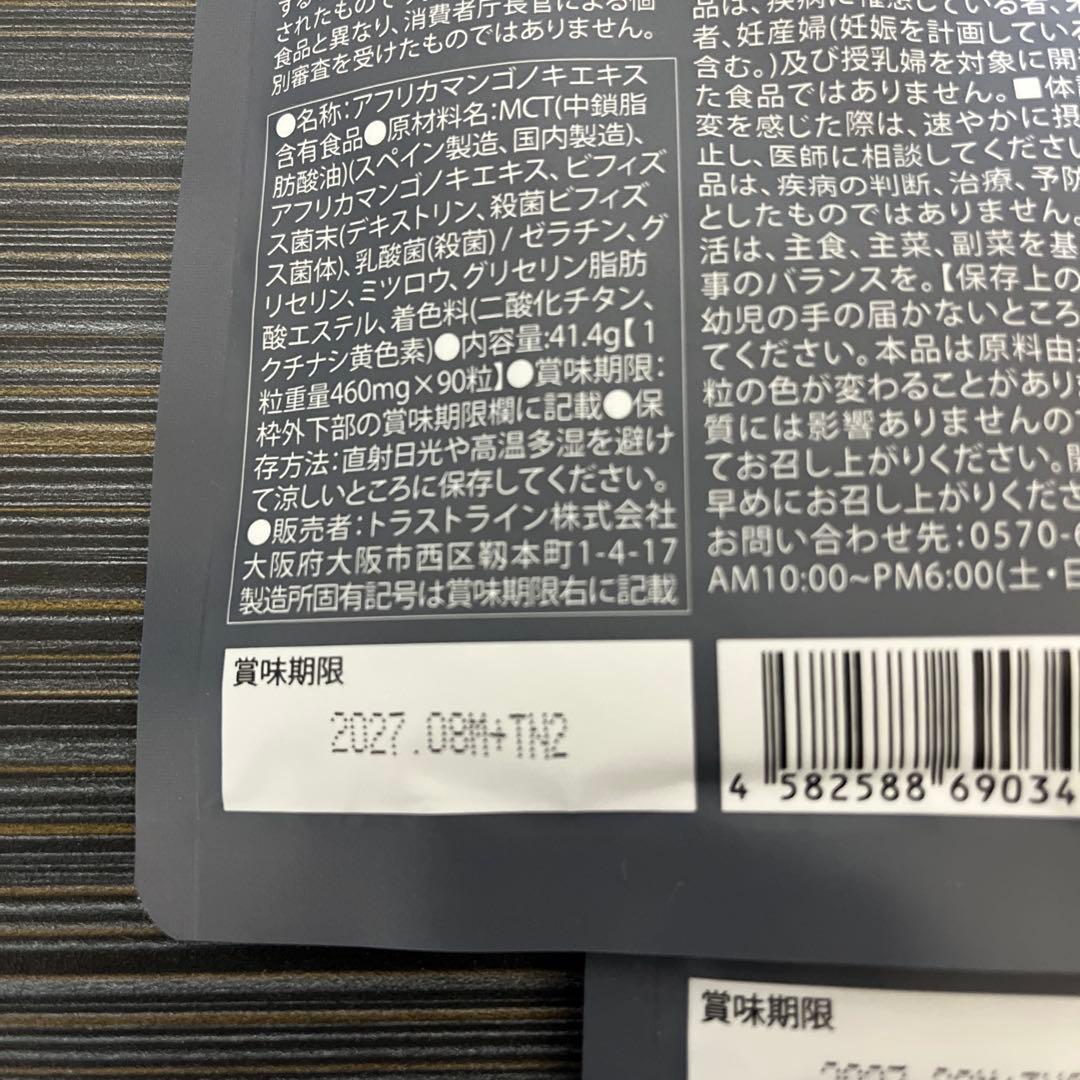 されたもので
食品と異なり、消費者庁長官による個
別審査を受けたものではありません。
●名称：アフリカマンゴノキエキス
含有食品●原材料名：MCT(中鎖脂
肪酸油)(スペイン製造、国内製造)、
アフリカマンゴノキエキス、ビフィズ
ス菌末(デキストリン、殺菌ビフィズ
ス菌体)、乳酸菌(殺菌) / ゼラチン、グ
リセリン、ミツロウ、グリセリン脂肪
酸エステル、着色料(二酸化チタン、
クチナシ黄色素)●内容量:41.4g【1
粒重量460mg×90粒】●賞味期限：
枠外下部の賞味期限欄に記載●保
存方法：直射日光や高温多湿を避け
て涼しいところに保存してください。
●販売者：トラストライン株式会社
大阪府大阪市西区靱本町1-4-17
製造所固有記号は賞味期限右に記載
品は、疾病に罹患している者、
者、妊産婦(妊娠を計画している
含む。)及び授乳婦を対象に開
た食品ではありません。■体
変を感じた際は、速やかに摂
止し、医師に相談してください
品は、疾病の判断、治療、予防
としたものではありません。
活は、主食、主菜、副菜を基
事のバランスを。【保存上の
幼児の手の届かないところ
てください。本品は原料由
粒の色が変わることがあり
質には影響ありませんの
てお召し上がりください。開
早めにお召し上がりくださ
お問い合わせ先：0570-
AM10:00~PM6:00(土・日
賞味期限
2027.08M+TN2
4 582588 69034
賞味期限